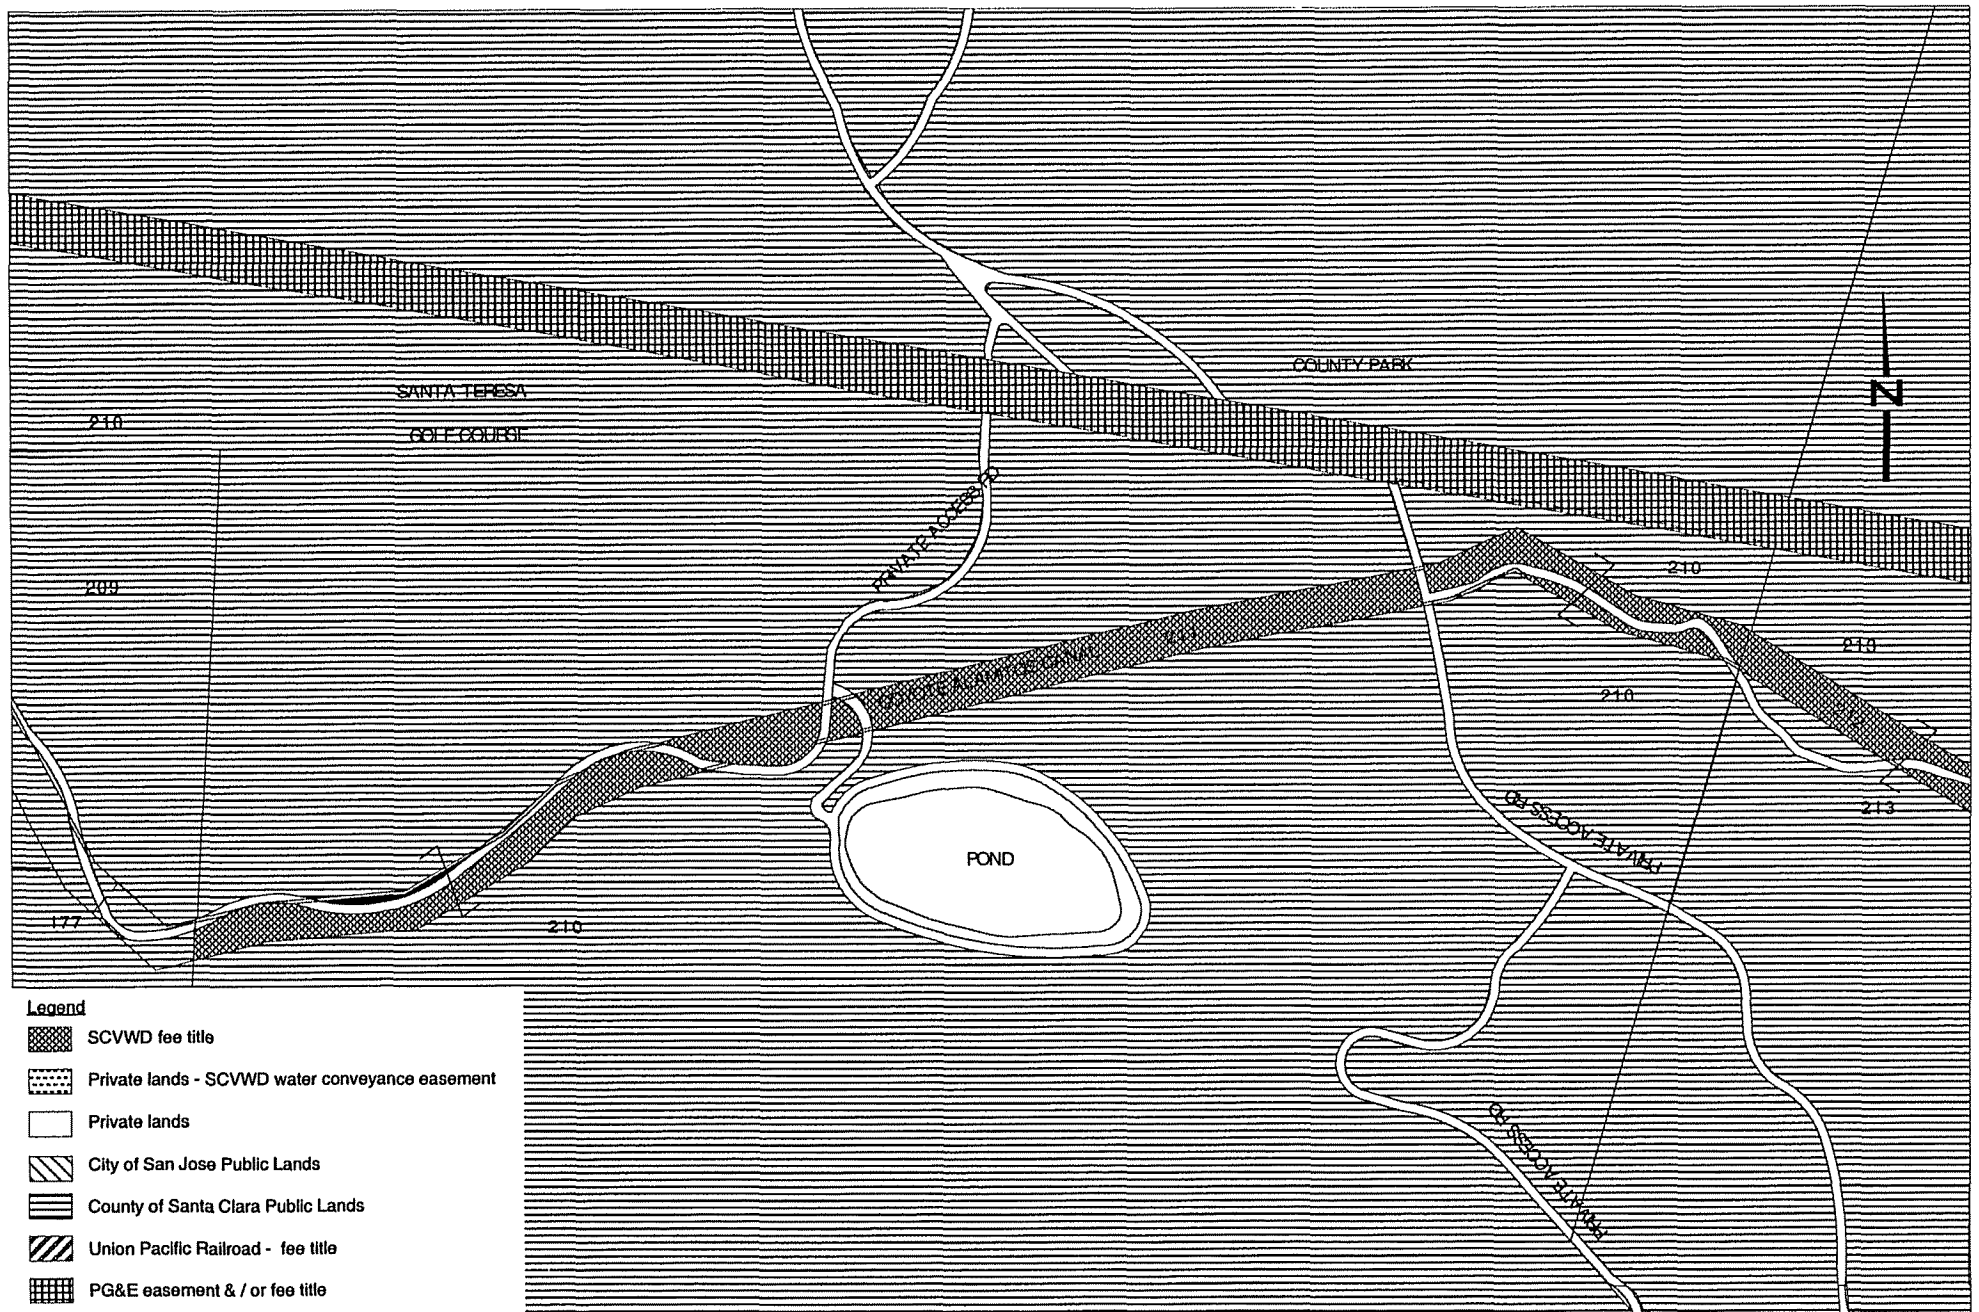 COUNTY PARK
SANTA TERESA
GOLF COURSE
210
N
PRIVATE ACCESS RD
209
210
210
210
COYOTE ALAMITOS CANAL
PRIVATE ACCESS RD
213
POND
177
210
PRIVATE ACCESS RD
Legend
SCVWD fee title
Private lands - SCVWD water conveyance easement
Private lands
City of San Jose Public Lands
County of Santa Clara Public Lands
Union Pacific Railroad - fee title
PG&E easement & / or fee title